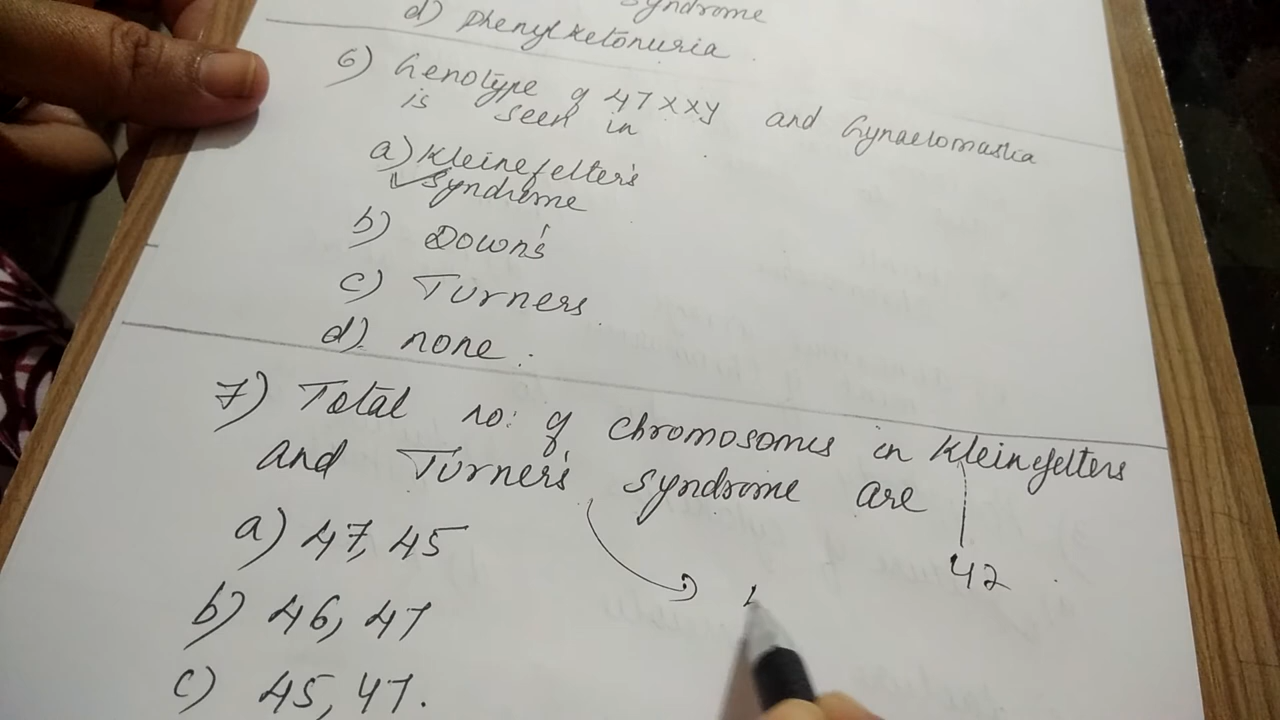 Syndrome
d) Phenylketonuria
6) Genotype of 47XXY and Gynaecomastia
is seen in
a) Kleinefelter's
Syndrome
b) Down's
c) Turners
d) none.
7) Total no: of chromosomes in Kleinefelters
and Turner's Syndrome are
47
a) 47, 45
b) 46, 47
c) 45, 47.